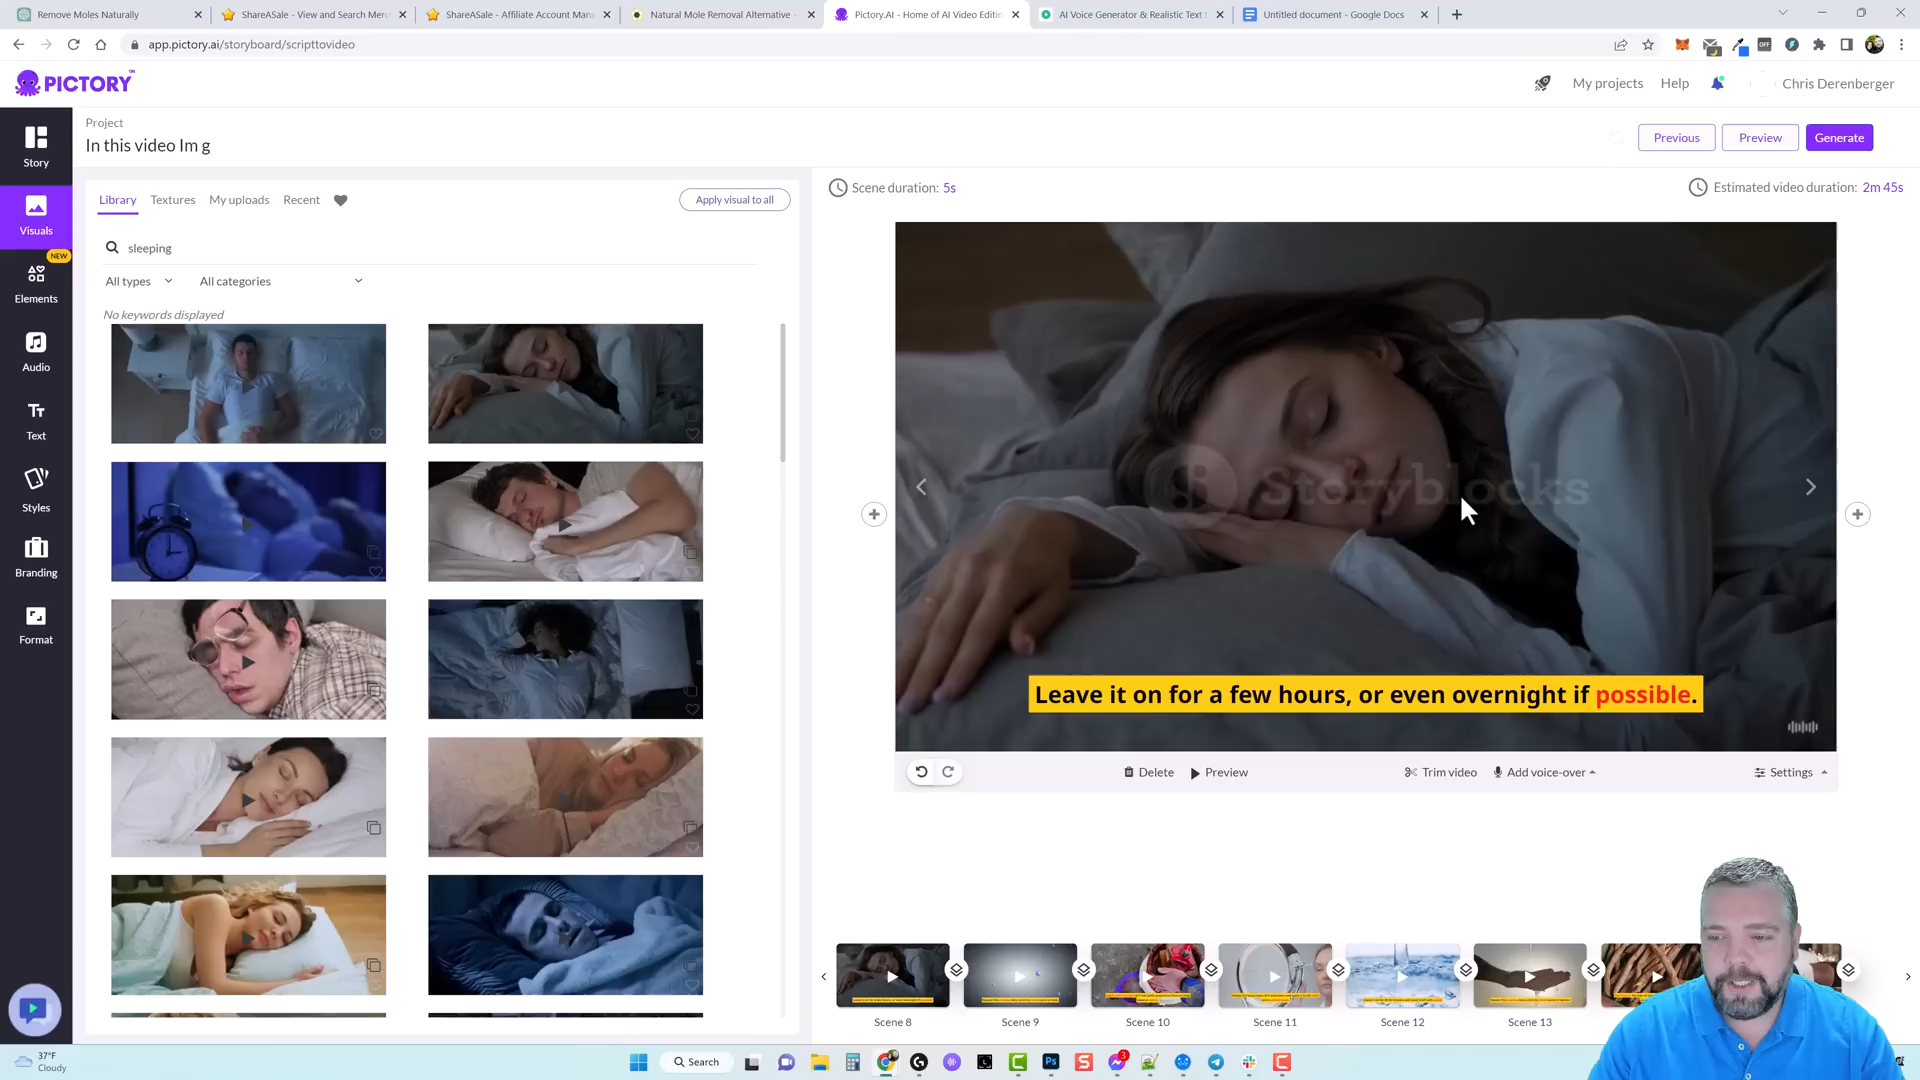 Remove Moles Naturally
ShareASale - View and Search Merc
ShareASale - Affiliate Account Mana
Natural Mole Removal Alternative -
Pictory.AI - Home of AI Video Editin
AI Voice Generator & Realistic Text
Untitled document - Google Docs
app.pictory.ai/storyboard/scripttovideo
OFF
PICTORY
My projects
Help
Chris Derenberger
Story
Visuals
NEW
Elements
Audio
Text
Styles
Branding
Format
Project
In this video Im g
Previous
Preview
Generate
Library
Textures
My uploads
Recent
Apply visual to all
sleeping
All types
All categories
No keywords displayed
Scene duration: 5s
Estimated video duration: 2m 45s
Storyblocks
Leave it on for a few hours, or even overnight if possible.
Delete
Preview
Trim video
Add voice-over
Settings
Scene 8
Scene 9
Scene 10
Scene 11
Scene 12
Scene 13
37°F
Cloudy
Search
3